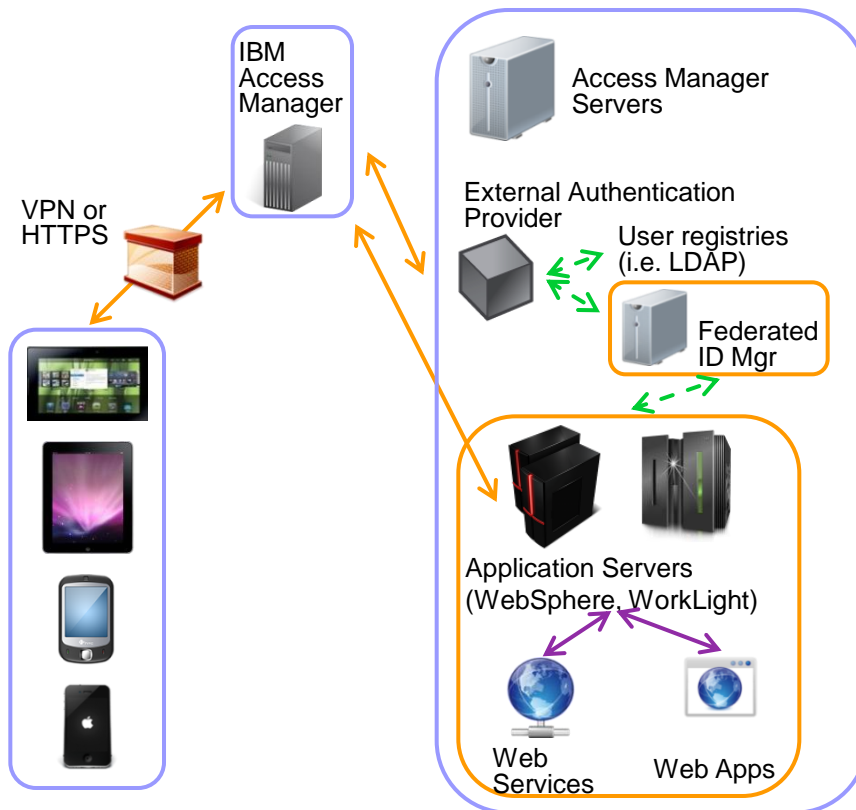 IBM
Access
Manager
Access Manager
Servers
VPN or
HTTPS
External Authentication
Provider
User registries
(i.e. LDAP)
Federated
ID Mgr
Application Servers
(WebSphere, WorkLight)
Web
Services
Web Apps